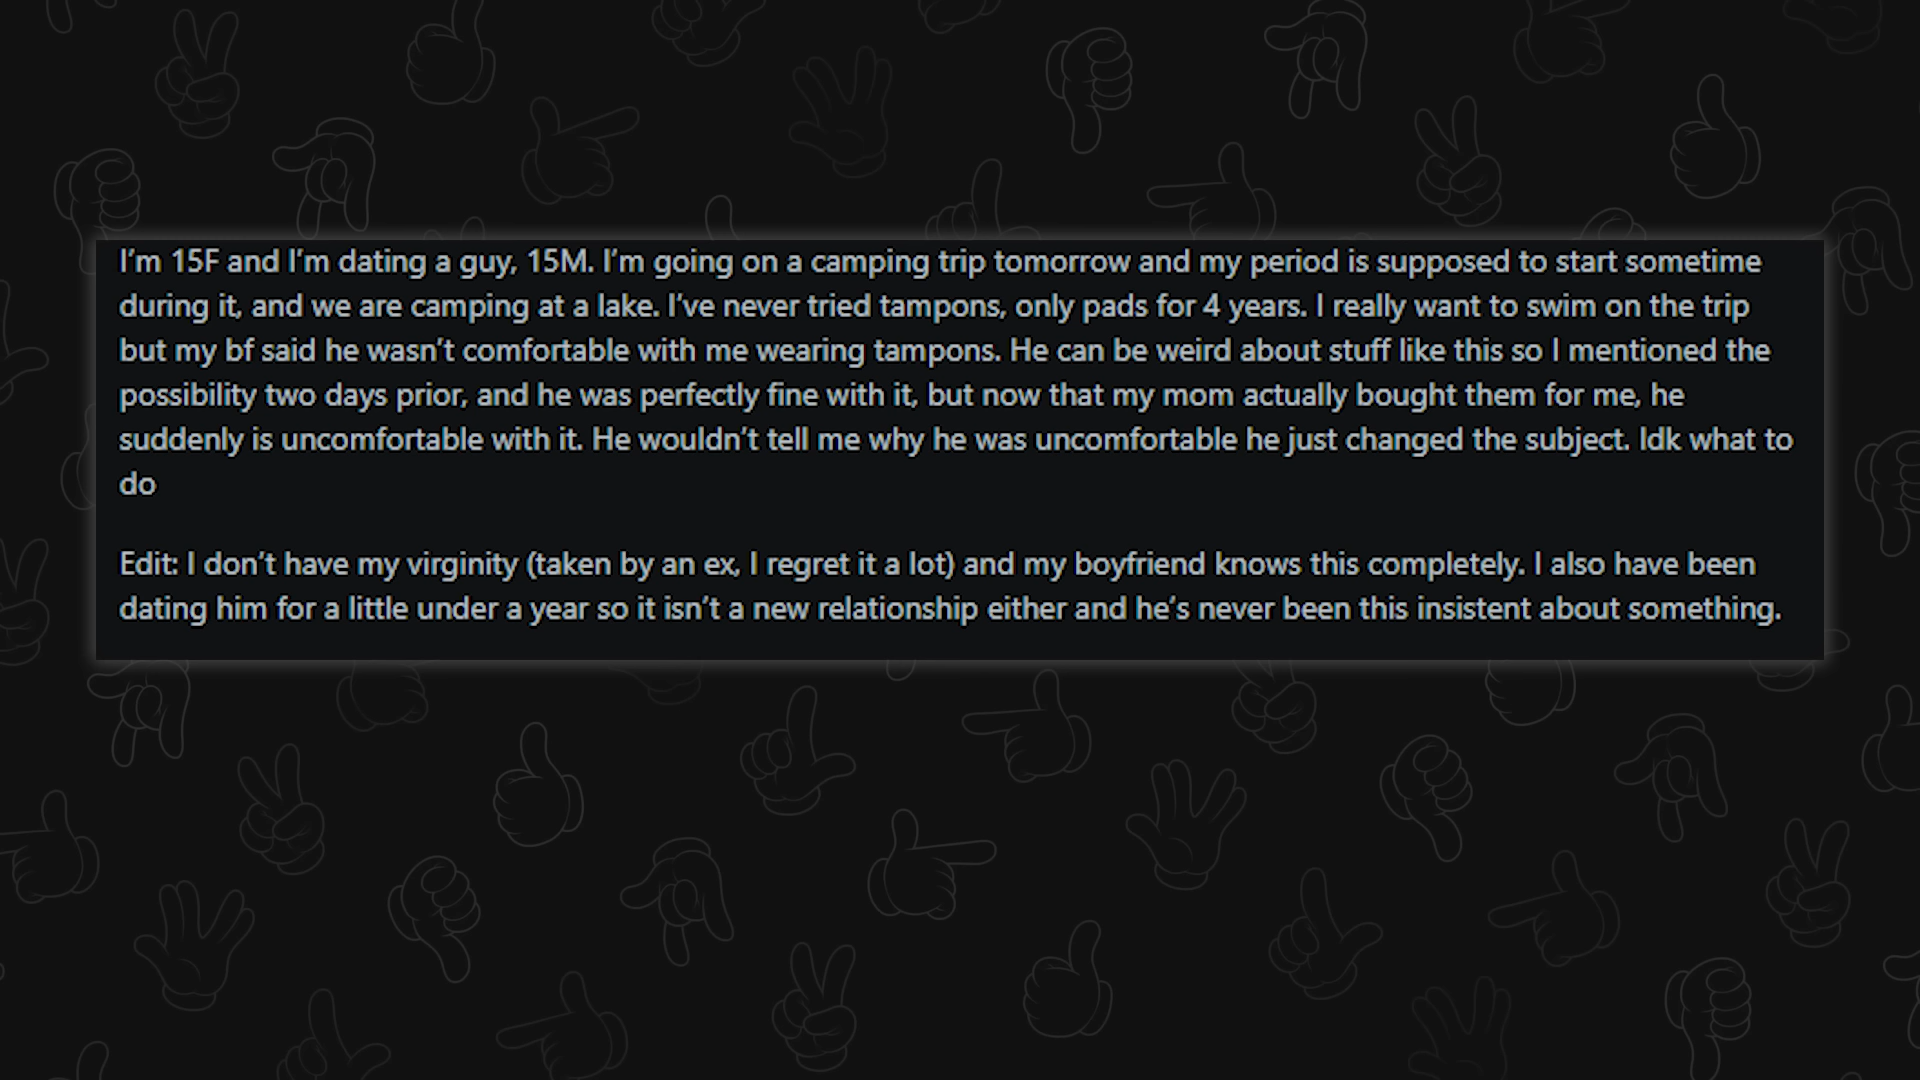 I’m 15F and I’m dating a guy, 15M. I’m going on a camping trip tomorrow and my period is supposed to start sometime
during it, and we are camping at a lake. I’ve never tried tampons, only pads for 4 years. I really want to swim on the trip
but my bf said he wasn’t comfortable with me wearing tampons. He can be weird about stuff like this so I mentioned the
possibility two days prior, and he was perfectly fine with it, but now that my mom actually bought them for me, he
suddenly is uncomfortable with it. He wouldn’t tell me why he was uncomfortable he just changed the subject. Idk what to
do
Edit: I don’t have my virginity (taken by an ex, I regret it a lot) and my boyfriend knows this completely. I also have been
dating him for a little under a year so it isn’t a new relationship either and he’s never been this insistent about something.